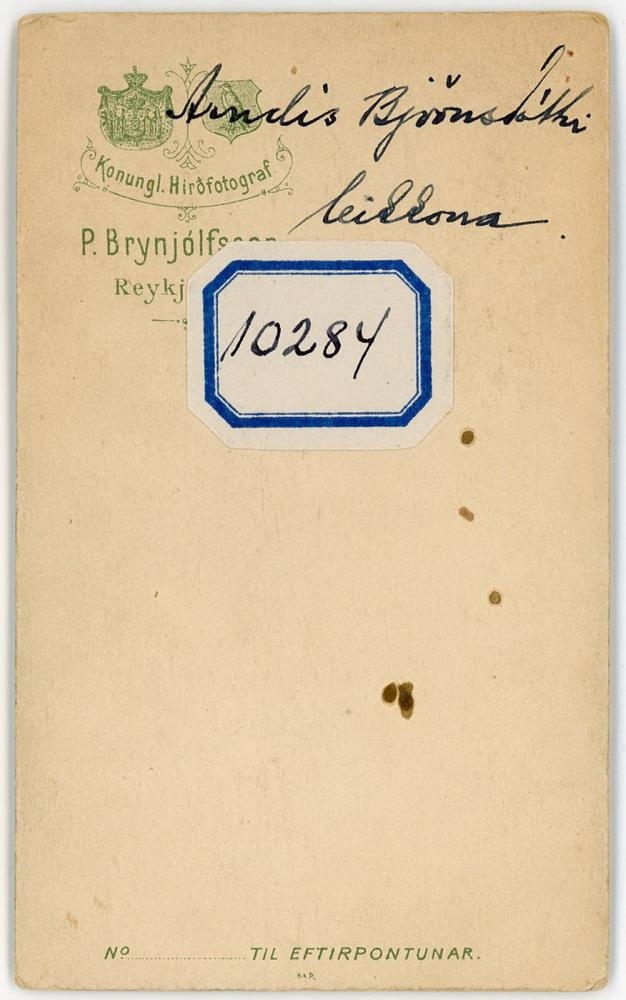 Arndís Björnsdóttir
leikkona.
Konungl. Hirðfotograf
P. Brynjólfsson
Reykj
10284
No TIL EFTIRPONTUNAR.